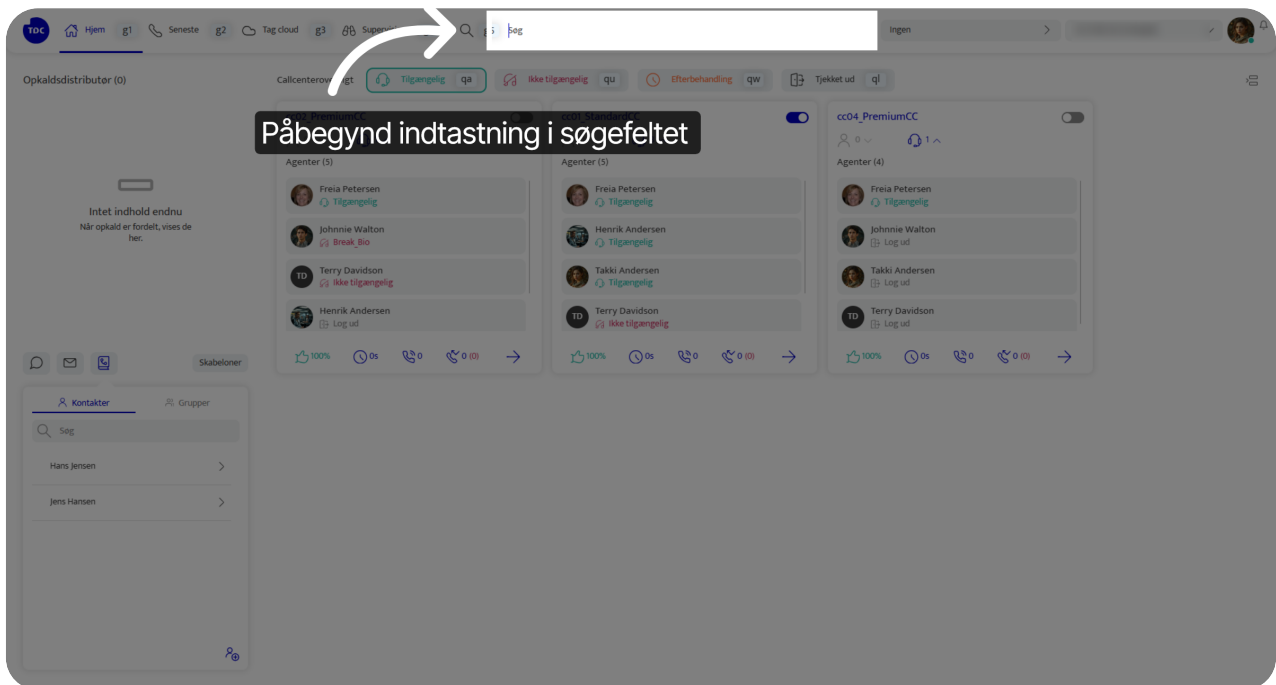 TOC Hjem g1 Seneste g2 Tag cloud g3 Søg Ingen
Opkaldsdistributør (0)
Tilgængelig qa Ikke tilgængelig qu Efterbehandling qw Tjekket ud ql
Påbegynd indtastning i søgefeltet
Intet indhold endnu
Når opkald er fordelt, vises de
her.
Skabeloner
Kontakter Grupper
Søg
Hans Jensen
Jens Hansen
Agenter (5)
Freia Petersen
Tilgængelig
Johnnie Walton
Break_Bio
TD Terry Davidson
Ikke tilgængelig
Henrik Andersen
Log ud
100% 0s 0 0 (0)
Agenter (5)
Freia Petersen
Tilgængelig
Henrik Andersen
Tilgængelig
Takki Andersen
Tilgængelig
TD Terry Davidson
Ikke tilgængelig
100% 0s 0 0 (0)
cc04_PremiumCC
0 1
Agenter (4)
Freia Petersen
Tilgængelig
Johnnie Walton
Log ud
Takki Andersen
Log ud
TD Terry Davidson
Log ud
100% 0s 0 0 (0)